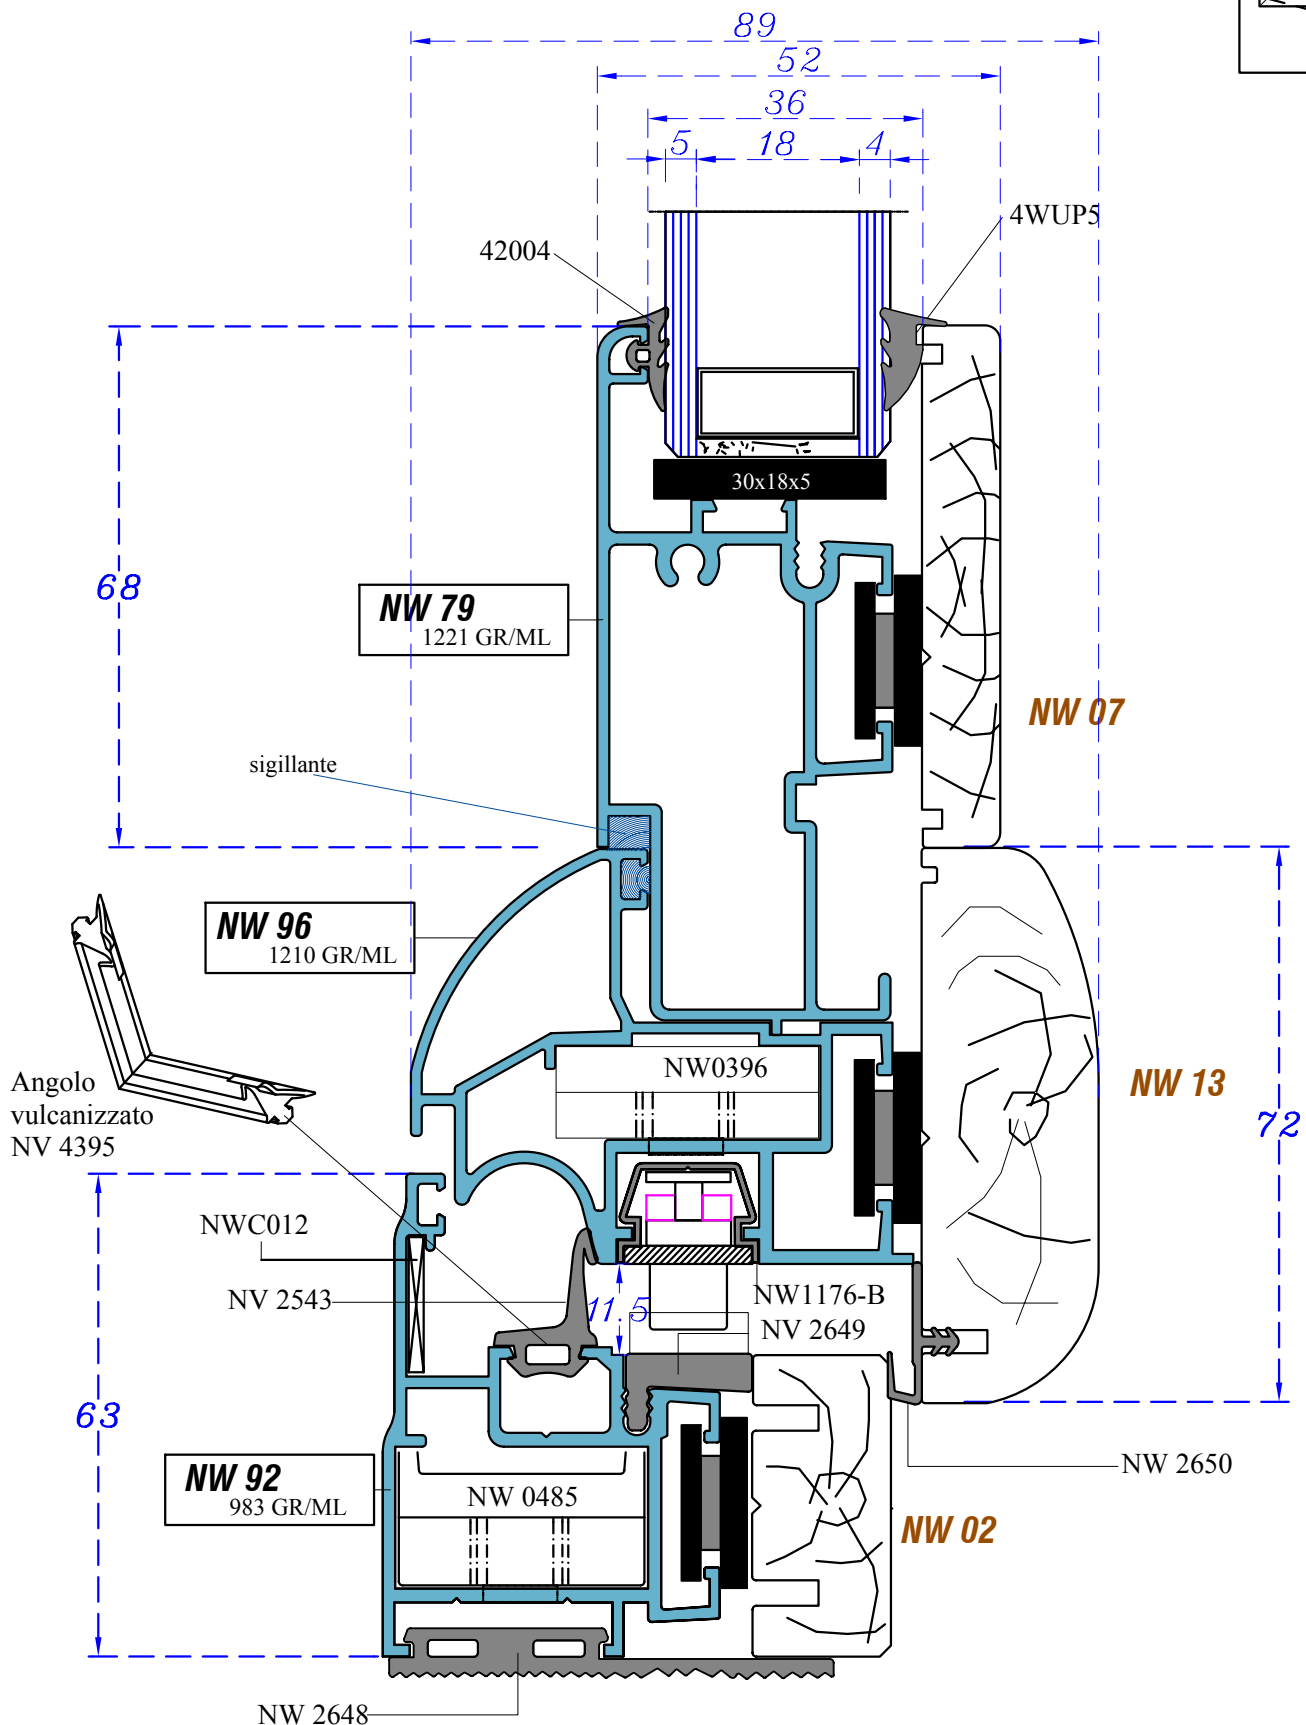 89
52
36
5
18
4
4WUP5
42004
30x18x5
68
NW 79
1221 GR/ML
NW 07
sigillante
NW 96
1210 GR/ML
NW0396
NW 13
Angolo
vulcanizzato
NV 4395
72
NWC012
NV 2543
11.5
NW1176-B
NV 2649
63
NW 2650
NW 92
983 GR/ML
NW 0485
NW 02
NW 2648